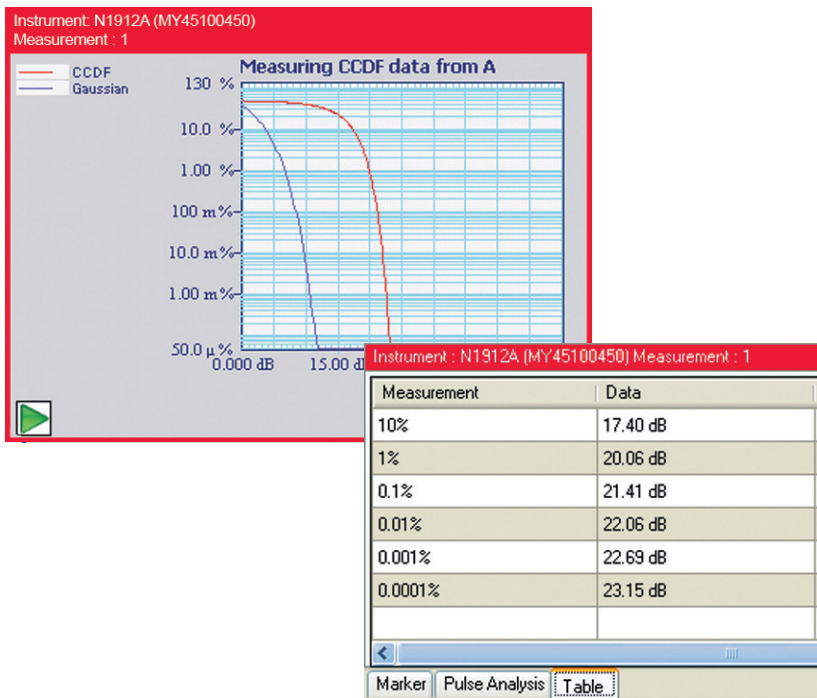 Instrument: N1912A (MY45100450)
Measurement : 1
CCDF
Gaussian
Measuring CCDF data from A
130 %
10.0 %
1.00 %
100 m%
10.0 m%
1.00 m%
50.0 µ%
0.000 dB 15.00
Instrument : N1912A (MY45100450) Measurement : 1
Measurement Data
10% 17.40 dB
1% 20.06 dB
0.1% 21.41 dB
0.01% 22.06 dB
0.001% 22.69 dB
0.0001% 23.15 dB
Marker Pulse Analysis Table